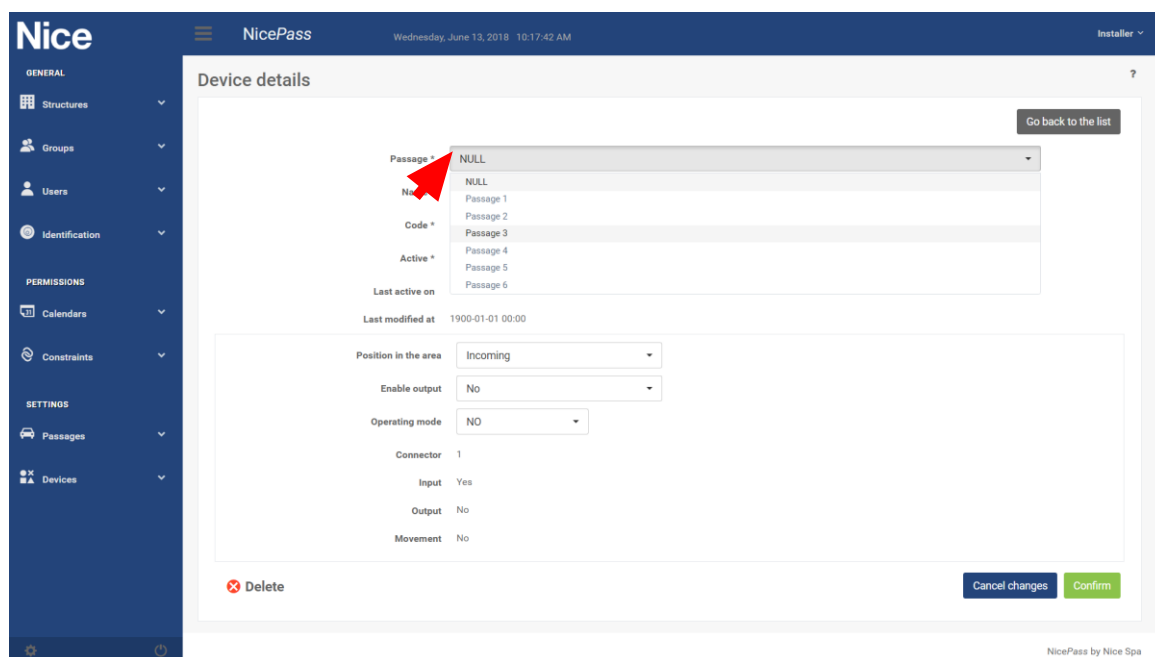 Nice
NicePass
Wednesday, June 13, 2018 10:17:42 AM
Installer
GENERAL
Structures
Groups
Users
Identification
PERMISSIONS
Calendars
Constraints
SETTINGS
Passages
Devices
Device details
?
Go back to the list
Passage * NULL
NULL
Passage 1
Passage 2
Passage 3
Passage 4
Passage 5
Passage 6
Code *
Active *
Last active on
Last modified at 1900-01-01 00:00
Position in the area Incoming
Enable output No
Operating mode NO
Connector 1
Input Yes
Output No
Movement No
Delete
Cancel changes
Confirm
NicePass by Nice Spa